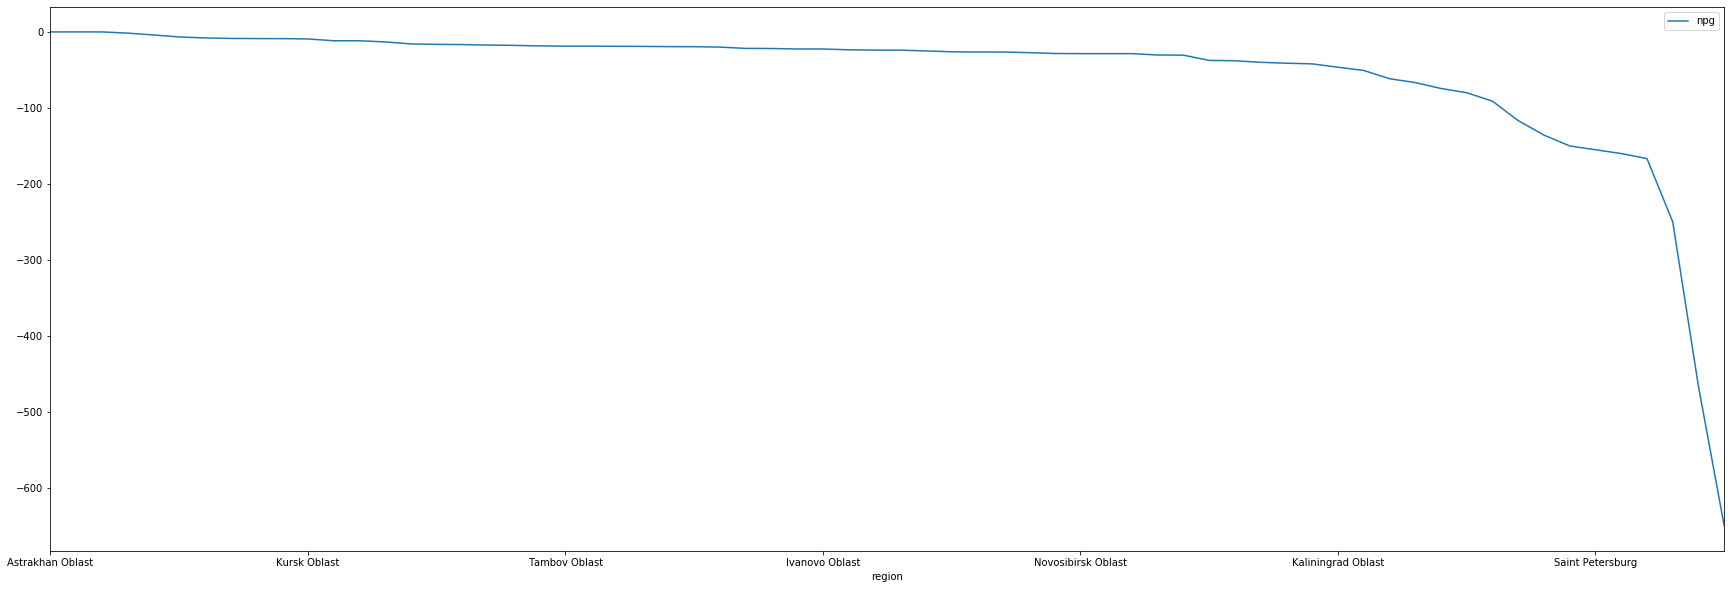 npg
0
−100
−200
−300
−400
−500
−600
Astrakhan Oblast Kursk Oblast Tambov Oblast Ivanovo Oblast Novosibirsk Oblast Kaliningrad Oblast Saint Petersburg
region